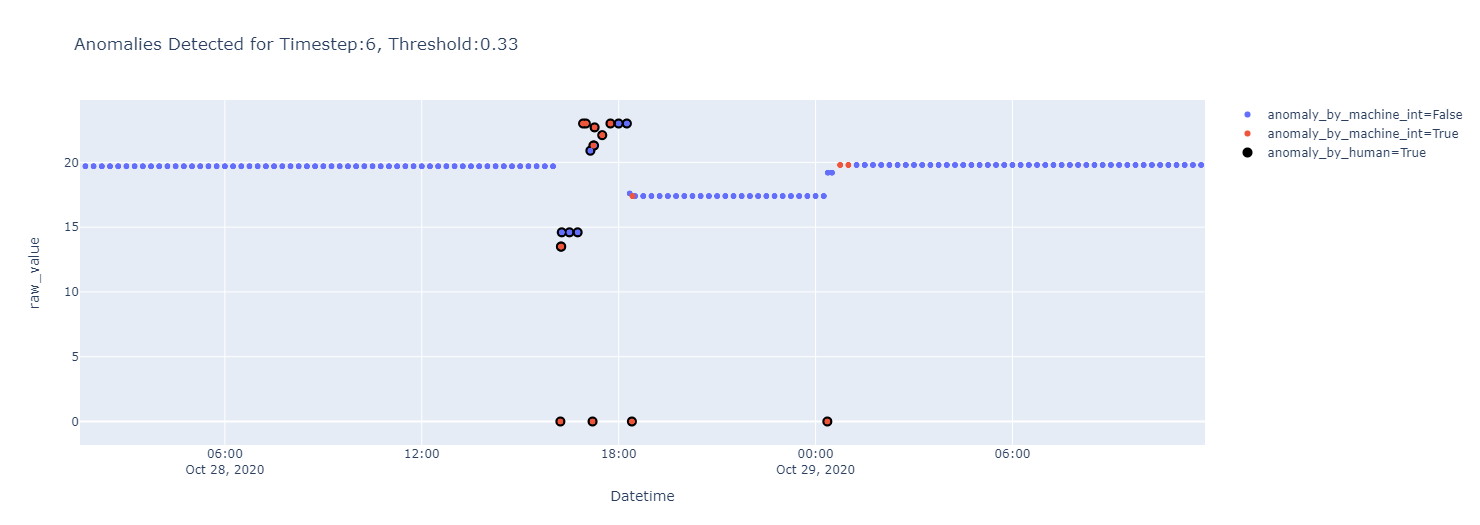 Anomalies Detected for Timestep:6, Threshold:0.33
anomaly_by_machine_int=False
anomaly_by_machine_int=True
anomaly_by_human=True
20
15
10
5
0
raw_value
06:00
Oct 28, 2020
12:00
18:00
00:00
Oct 29, 2020
06:00
Datetime